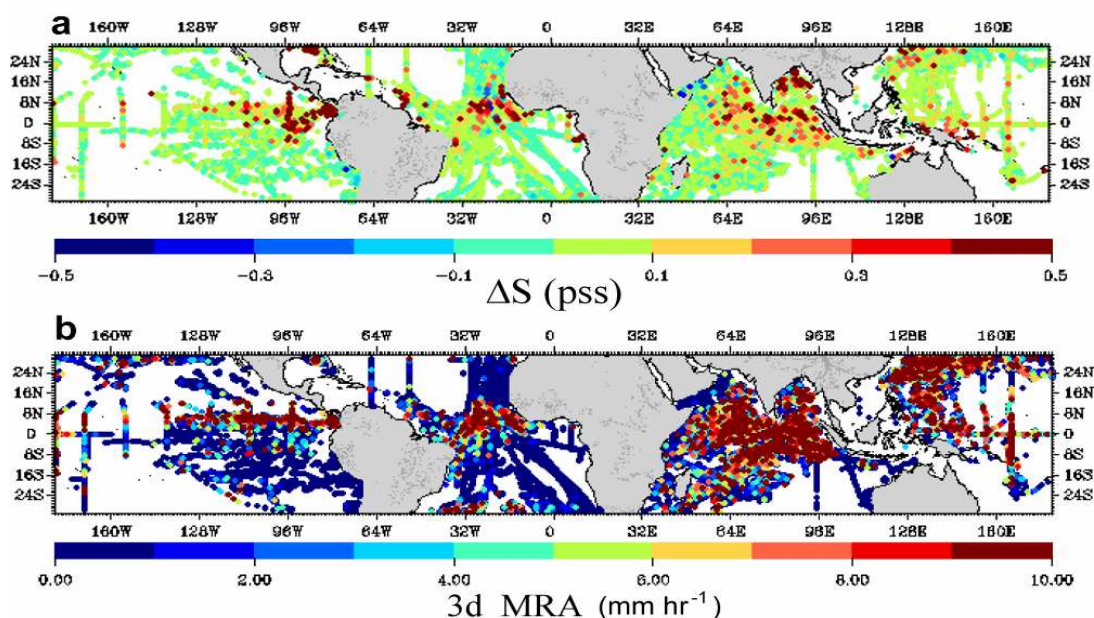 a
160W 128W 96W 64W 32W 0 32E 64E 96E 128E 160E
24N 24N
16N 16N
8N 8N
0 0
8S 8S
16S 16S
24S 24S
160W 128W 96W 64W 32W 0 32E 64E 96E 128E 160E
−0.5 −0.3 −0.1 0.1 0.3 0.5
ΔS (pss)
b
160W 128W 96W 64W 32W 0 32E 64E 96E 128E 160E
24N 24N
16N 16N
8N 8N
0 0
8S 8S
16S 16S
24S 24S
160W 128W 96W 64W 32W 0 32E 64E 96E 128E 160E
0.00 2.00 4.00 6.00 8.00 10.00
3d MRA (mm hr⁻¹)